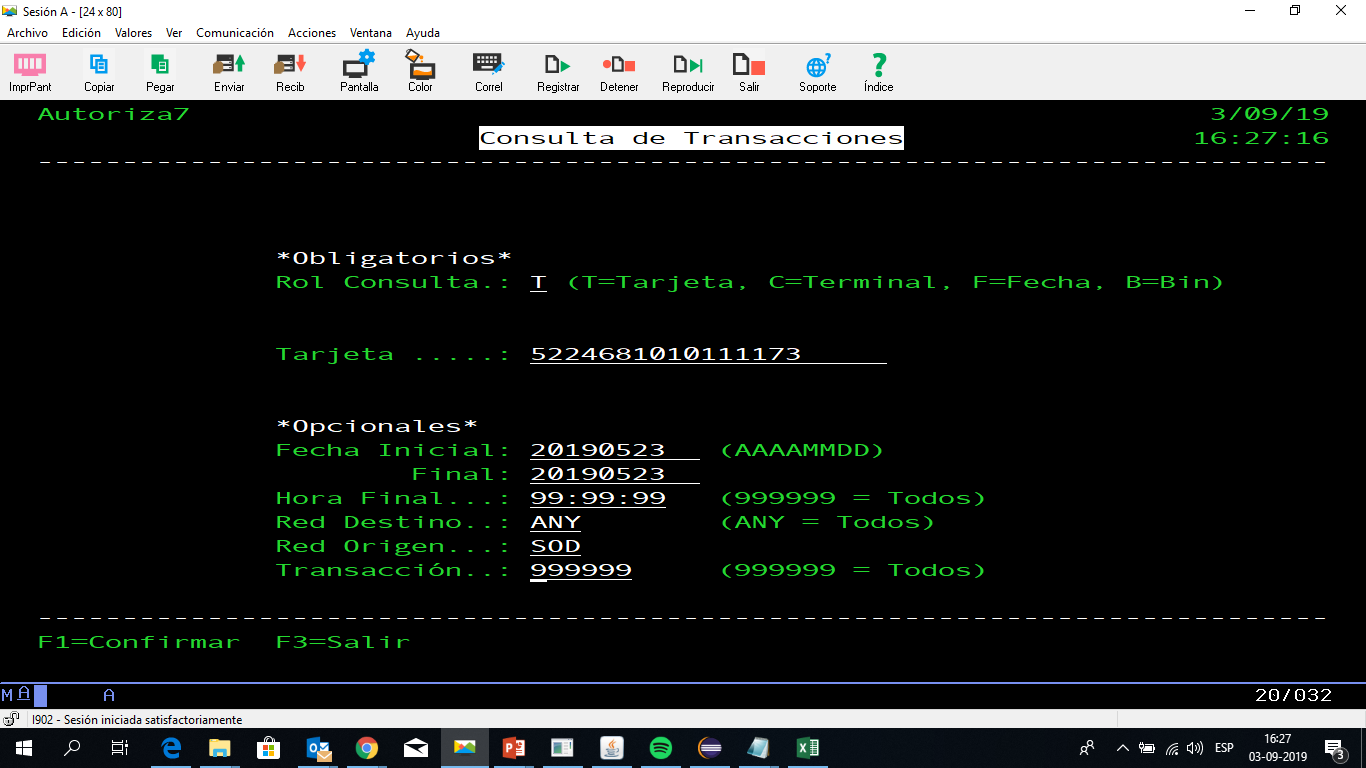 Sesión A - [24 x 80]
Archivo Edición Valores Ver Comunicación Acciones Ventana Ayuda
ImprPant Copiar Pegar Enviar Recib Pantalla Color Correl Registrar Detener Reproducir Salir Soporte Índice
Autoriza7 3/09/19
Consulta de Transacciones 16:27:16
*Obligatorios*
Rol Consulta.: T (T=Tarjeta, C=Terminal, F=Fecha, B=Bin)
Tarjeta .....: 5224681010111173
*Opcionales*
Fecha Inicial: 20190523 (AAAAMMDD)
Final: 20190523
Hora Final...: 99:99:99 (999999 = Todos)
Red Destino..: ANY (ANY = Todos)
Red Origen...: SOD
Transacción..: 999999 (999999 = Todos)
F1=Confirmar F3=Salir
MA A 20/032
I902 - Sesión iniciada satisfactoriamente
ESP 16:27
03-09-2019 3